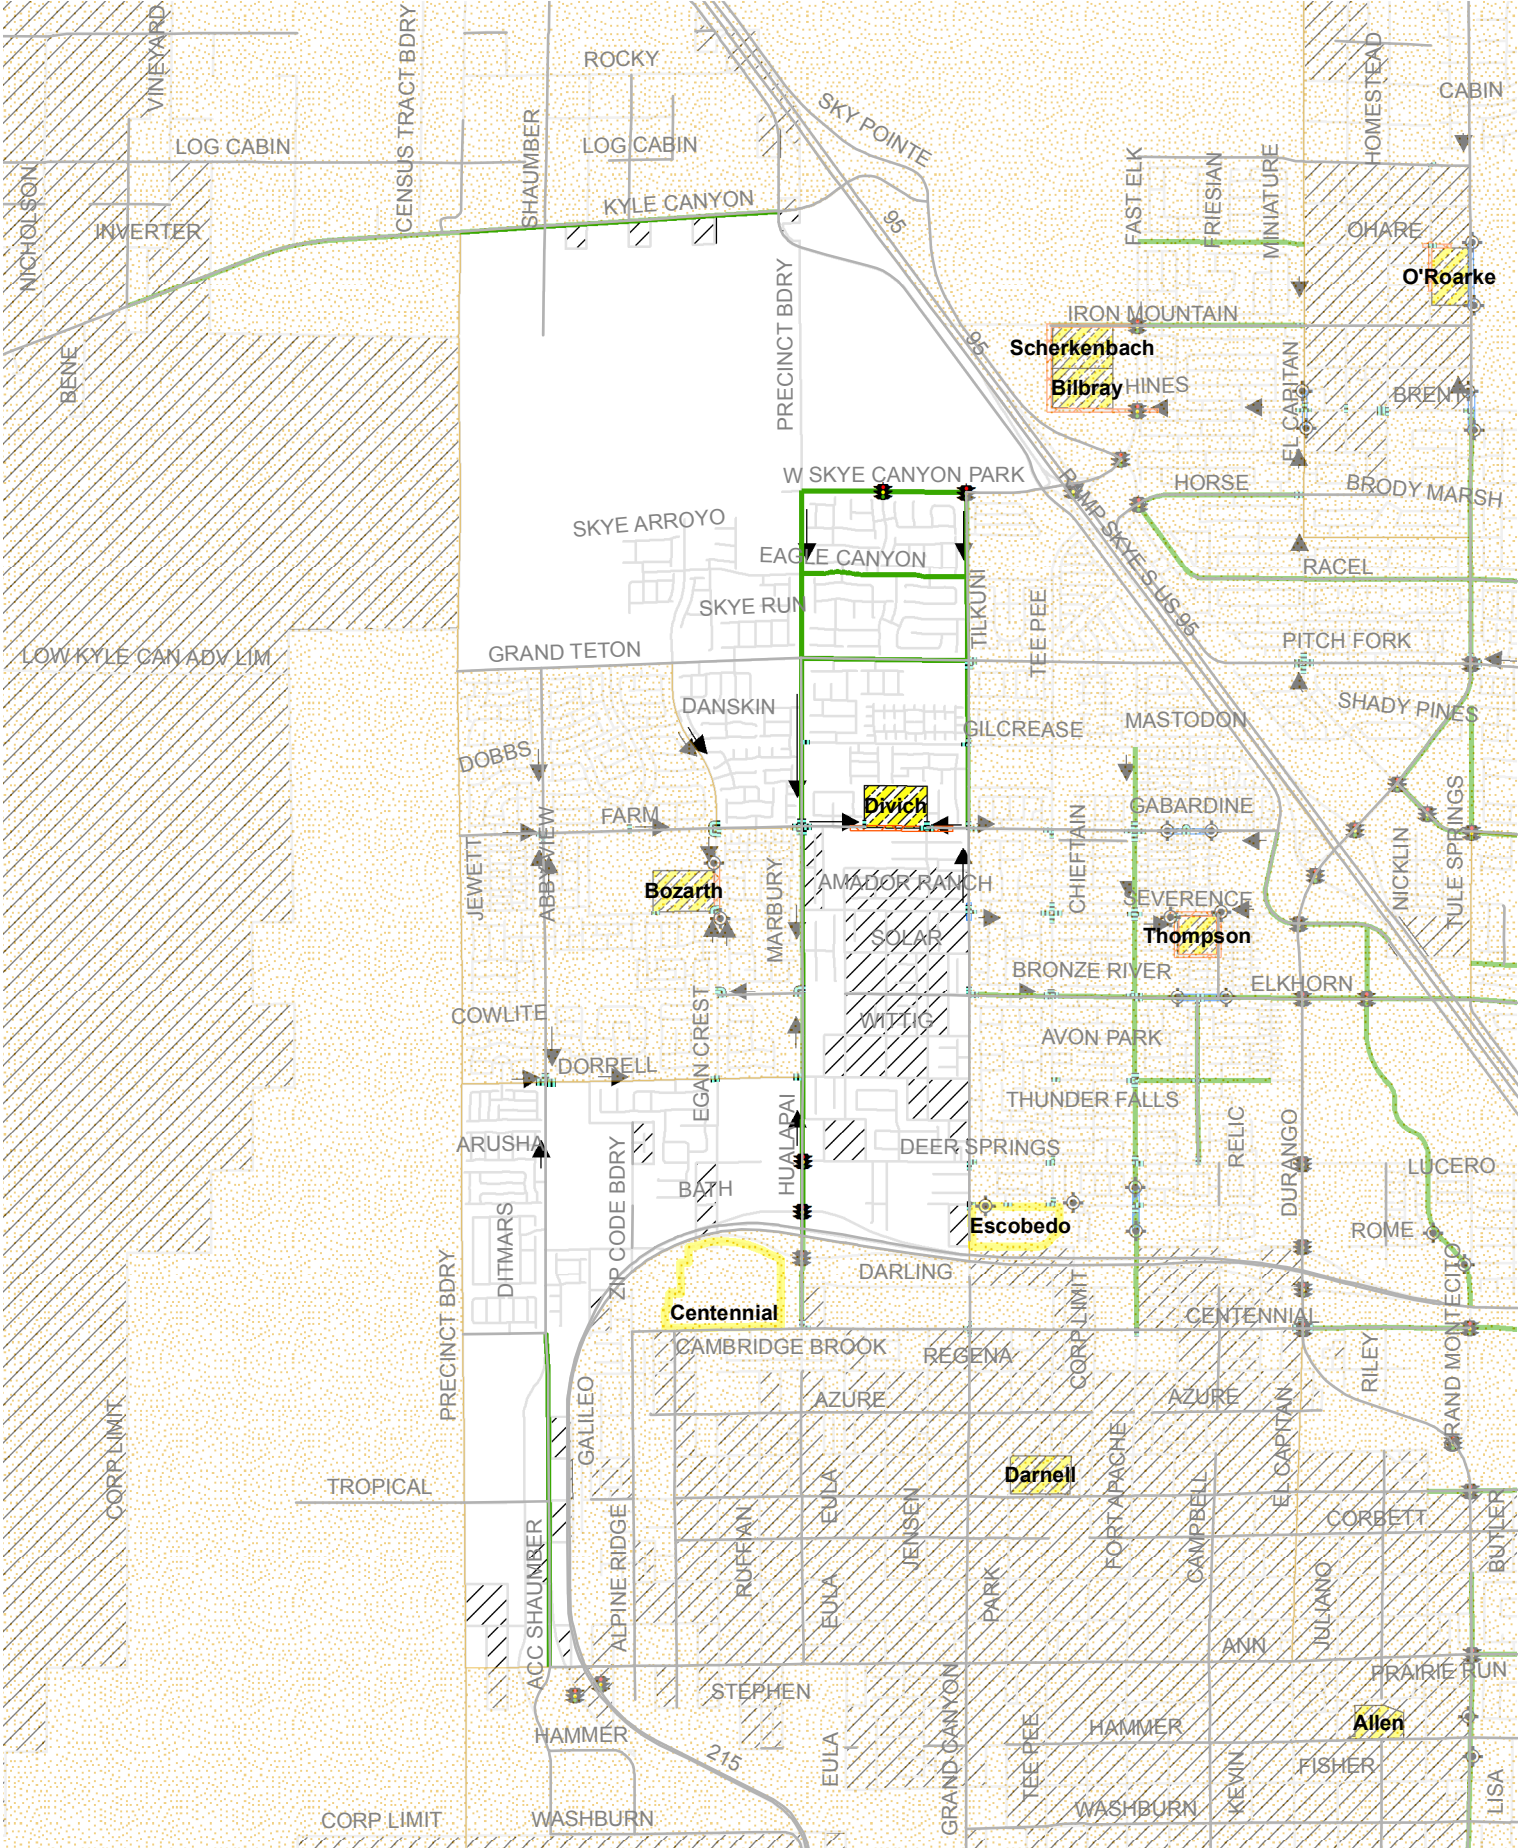 VINEYARD
CENSUS TRACT BDRY
ROCKY
HOMESTEAD
CABIN
SKY POINTE
LOG CABIN
SHAUMBER
LOG CABIN
NICHOLSON
EAST ELK
FRIESIAN
MINIATURE
KYLE CANYON
INVERTER
95
OHARE
O'Roarke
PRECINCT BDRY
IRON MOUNTAIN
95
Scherkenbach
BENE
Bilbray
HINES
EL CAPITAN
BRENT
W SKYE CANYON PARK
HORSE
BRODY MARSH
SKYE ARROYO
RAMP SKYE S US 95
EAGLE CANYON
RACEL
SKYE RUN
TILKUNI
TEE PEE
PITCH FORK
LOW KYLE CAN ADV LIM
GRAND TETON
DANSKIN
SHADY PINES
MASTODON
GILCREASE
DOBBS
FARM
Divich
GABARDINE
TULE SPRINGS
JEWETT
ABBYVIEW
Bozarth
MARBURY
AMADOR RANCH
CHIEFTAIN
SEVERENCE
NICKLIN
SOLAR
Thompson
BRONZE RIVER
ELKHORN
COWLITE
EGAN CREST
WITTIG
AVON PARK
DORRELL
THUNDER FALLS
ARUSHA
HUALAPAI
DEER SPRINGS
RELIC
DURANGO
LUCERO
ZIP CODE BDRY
BATH
DITMARS
Escobedo
ROME
PRECINCT BDRY
DARLING
Centennial
CORP LIMIT
CENTENNIAL
CAMBRIDGE BROOK
REGENA
RILEY
GRAND MONTECITO
AZURE
AZURE
GALILEO
CORP LIMIT
EL CAPITAN
TROPICAL
Darnell
EULA
JENSEN
FORT APACHE
CAMPBELL
CORBETT
BUTLER
ACC SHAUMBER
ALPINE RIDGE
RUFFIAN
EULA
PARK
JULIANO
ANN
PRAIRIE RUN
STEPHEN
GRAND CANYON
Allen
HAMMER
TEE PEE
HAMMER
215
EULA
FISHER
KEVIN
LISA
CORP LIMIT
WASHBURN
WASHBURN